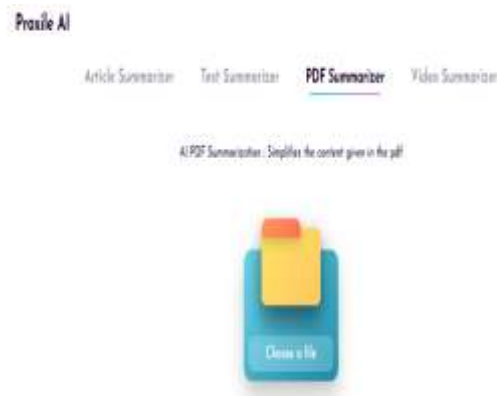 Proxile AI
Article Summarizer Text Summarizer PDF Summarizer Video Summarizer
AI PDF Summarization : Simplifies the content given in the pdf
Choose a file